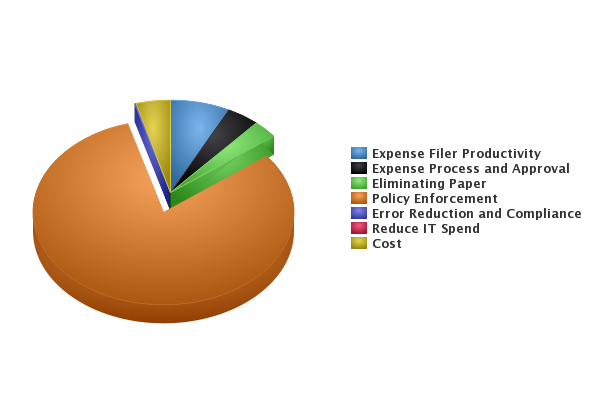 Expense Filer Productivity
Expense Process and Approval
Eliminating Paper
Policy Enforcement
Error Reduction and Compliance
Reduce IT Spend
Cost